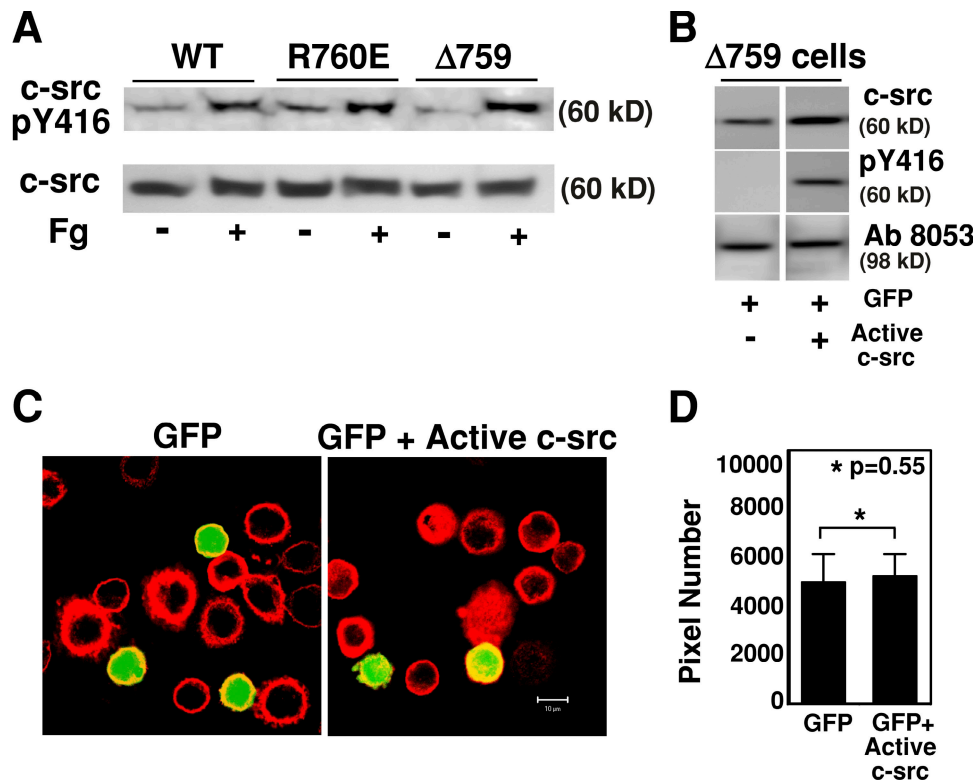 A
WT R760E Δ759
c-src
pY416
(60 kD)
c-src
(60 kD)
Fg - + - + - +
B
Δ759 cells
c-src
(60 kD)
pY416
(60 kD)
Ab 8053
(98 kD)
+ + GFP
- + Active
c-src
C
GFP GFP + Active c-src
10 µm
D
Pixel Number
10000
8000
6000
4000
2000
0
* p=0.55
*
GFP GFP+
Active
c-src